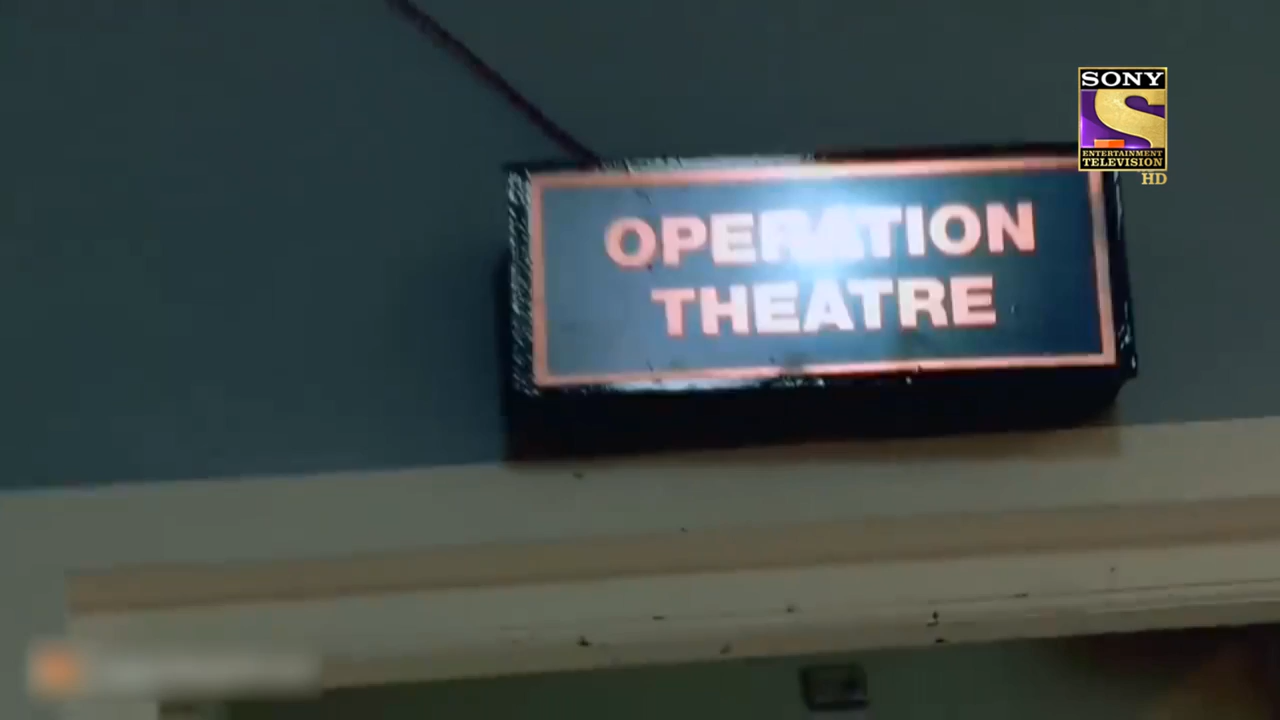 SONY
ENTERTAINMENT
TELEVISION
HD
OPERATION
THEATRE